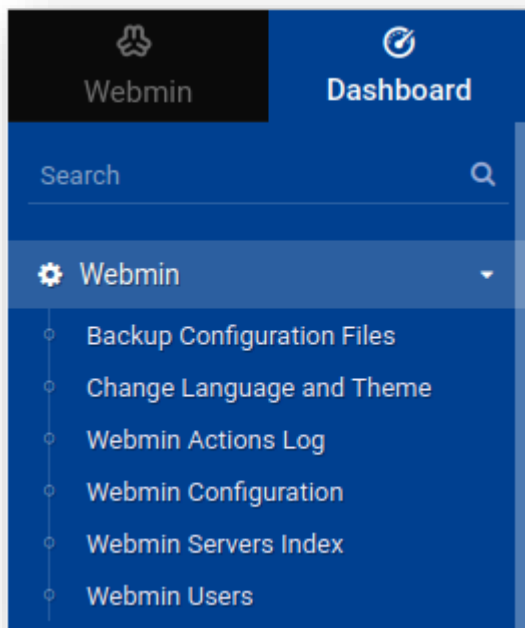 Webmin
Dashboard
Search
Webmin
Backup Configuration Files
Change Language and Theme
Webmin Actions Log
Webmin Configuration
Webmin Servers Index
Webmin Users